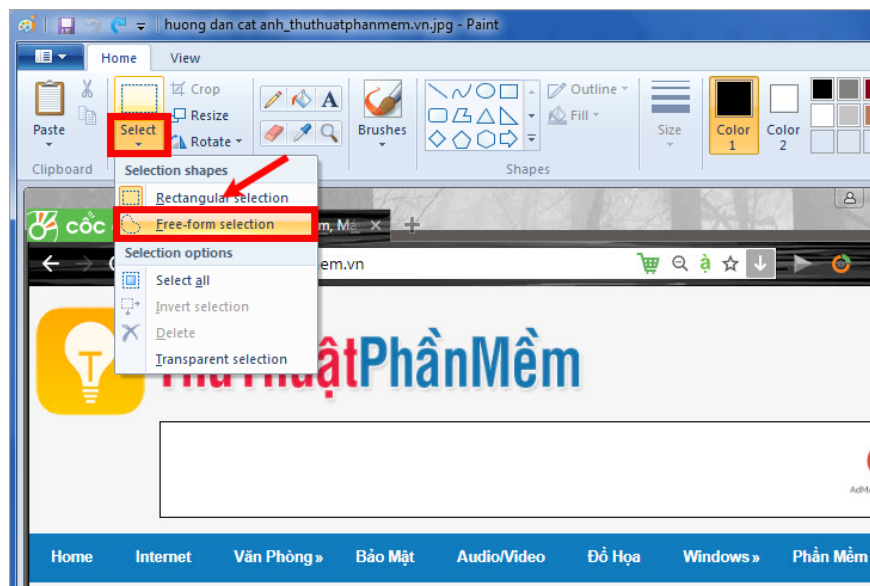 huong dan cat anh_thuthuatphanmem.vn.jpg - Paint
Home View
Paste
Select
Crop
Resize
Rotate
A
Brushes
Outline
Fill
Size
Color 1
Color 2
Clipboard
Shapes
Selection shapes
Rectangular selection
Free-form selection
Selection options
Select all
Invert selection
Delete
Transparent selection
cốc
m, Má
em.vn
à
T
ThủThuậtPhầnMềm
Home Internet Văn Phòng » Bảo Mật Audio/Video Đồ Họa Windows » Phần Mềm